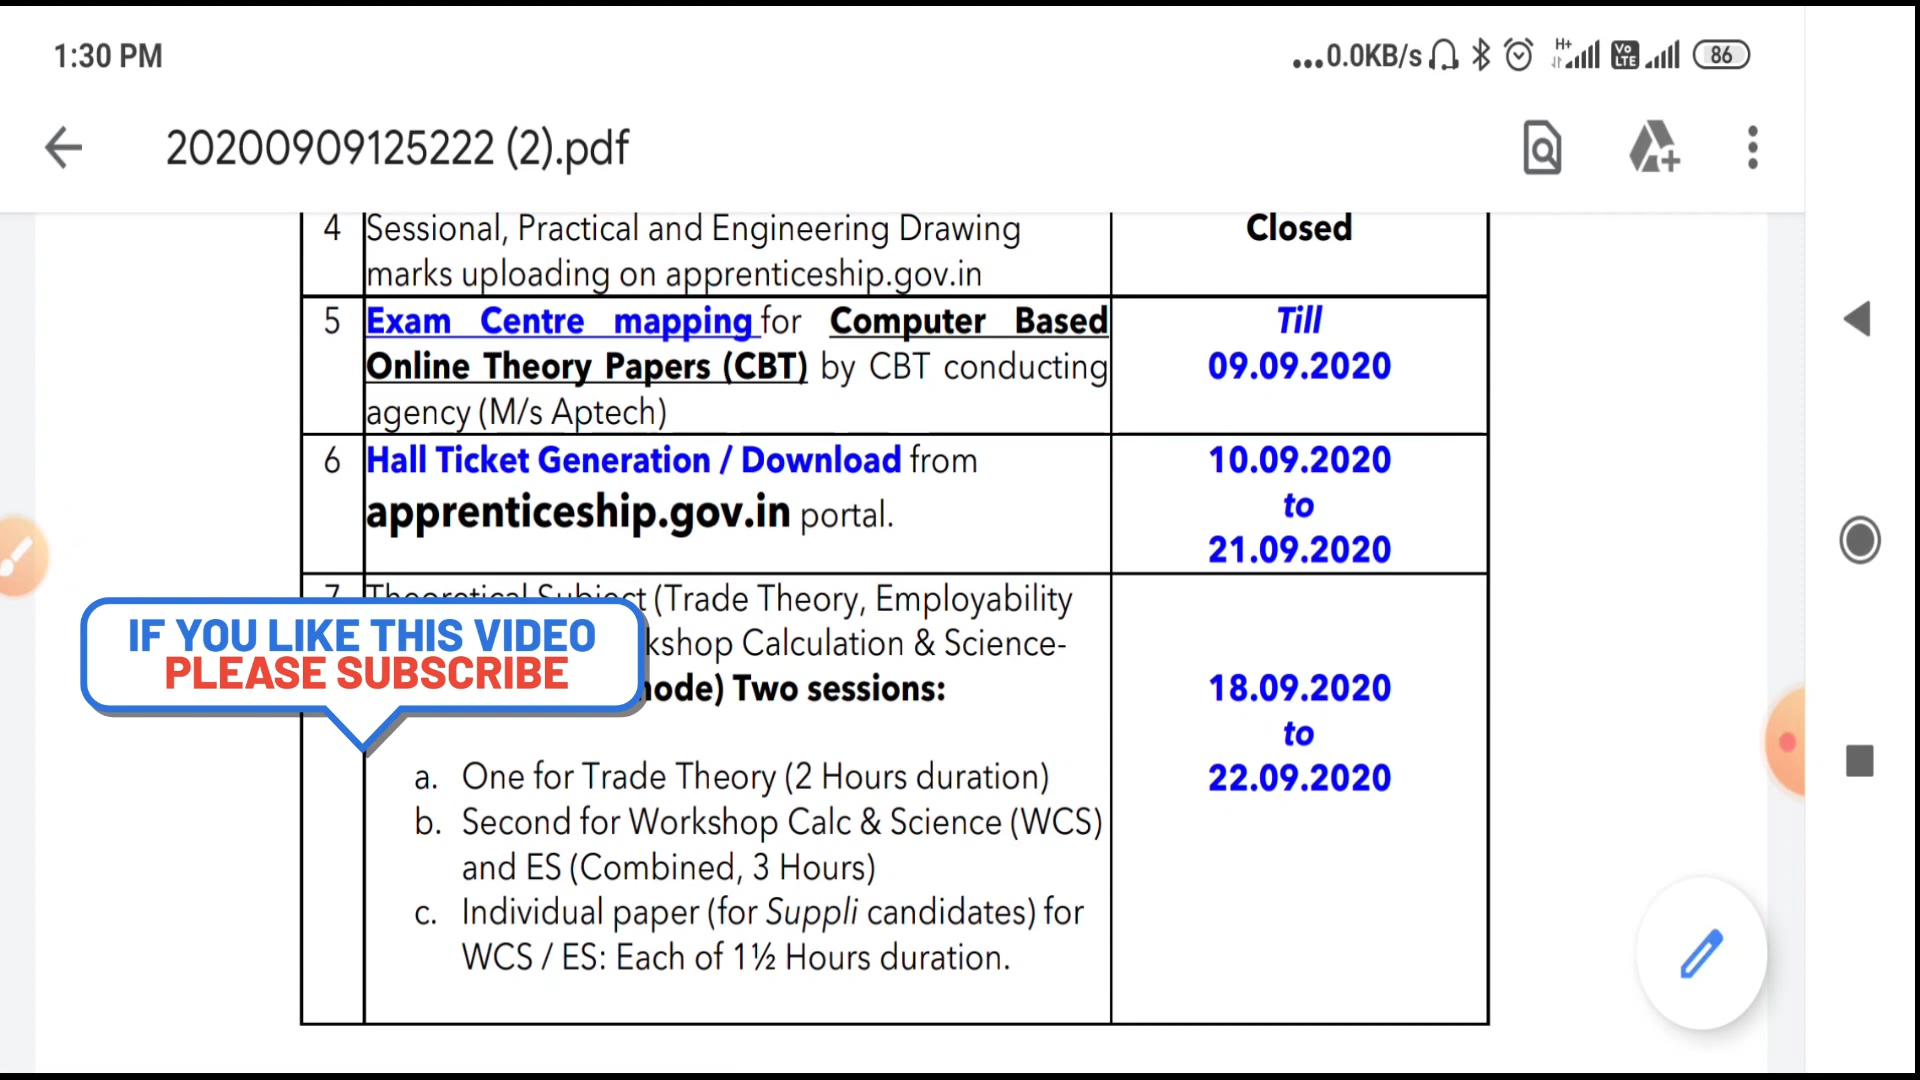 1:30 PM
...0.0KB/s H+ Vo LTE 86
20200909125222 (2).pdf
4 Sessional, Practical and Engineering Drawing Closed
marks uploading on apprenticeship.gov.in
5 Exam Centre mapping for Computer Based Till
Online Theory Papers (CBT) by CBT conducting 09.09.2020
agency (M/s Aptech)
6 Hall Ticket Generation / Download from 10.09.2020
apprenticeship.gov.in portal. to
21.09.2020
7 Theoretical Subject (Trade Theory, Employability
IF YOU LIKE THIS VIDEO
PLEASE SUBSCRIBE
Calculation & Science-
Two sessions: 18.09.2020
to
a. One for Trade Theory (2 Hours duration) 22.09.2020
b. Second for Workshop Calc & Science (WCS)
and ES (Combined, 3 Hours)
c. Individual paper (for Suppli candidates) for
WCS / ES: Each of 1½ Hours duration.